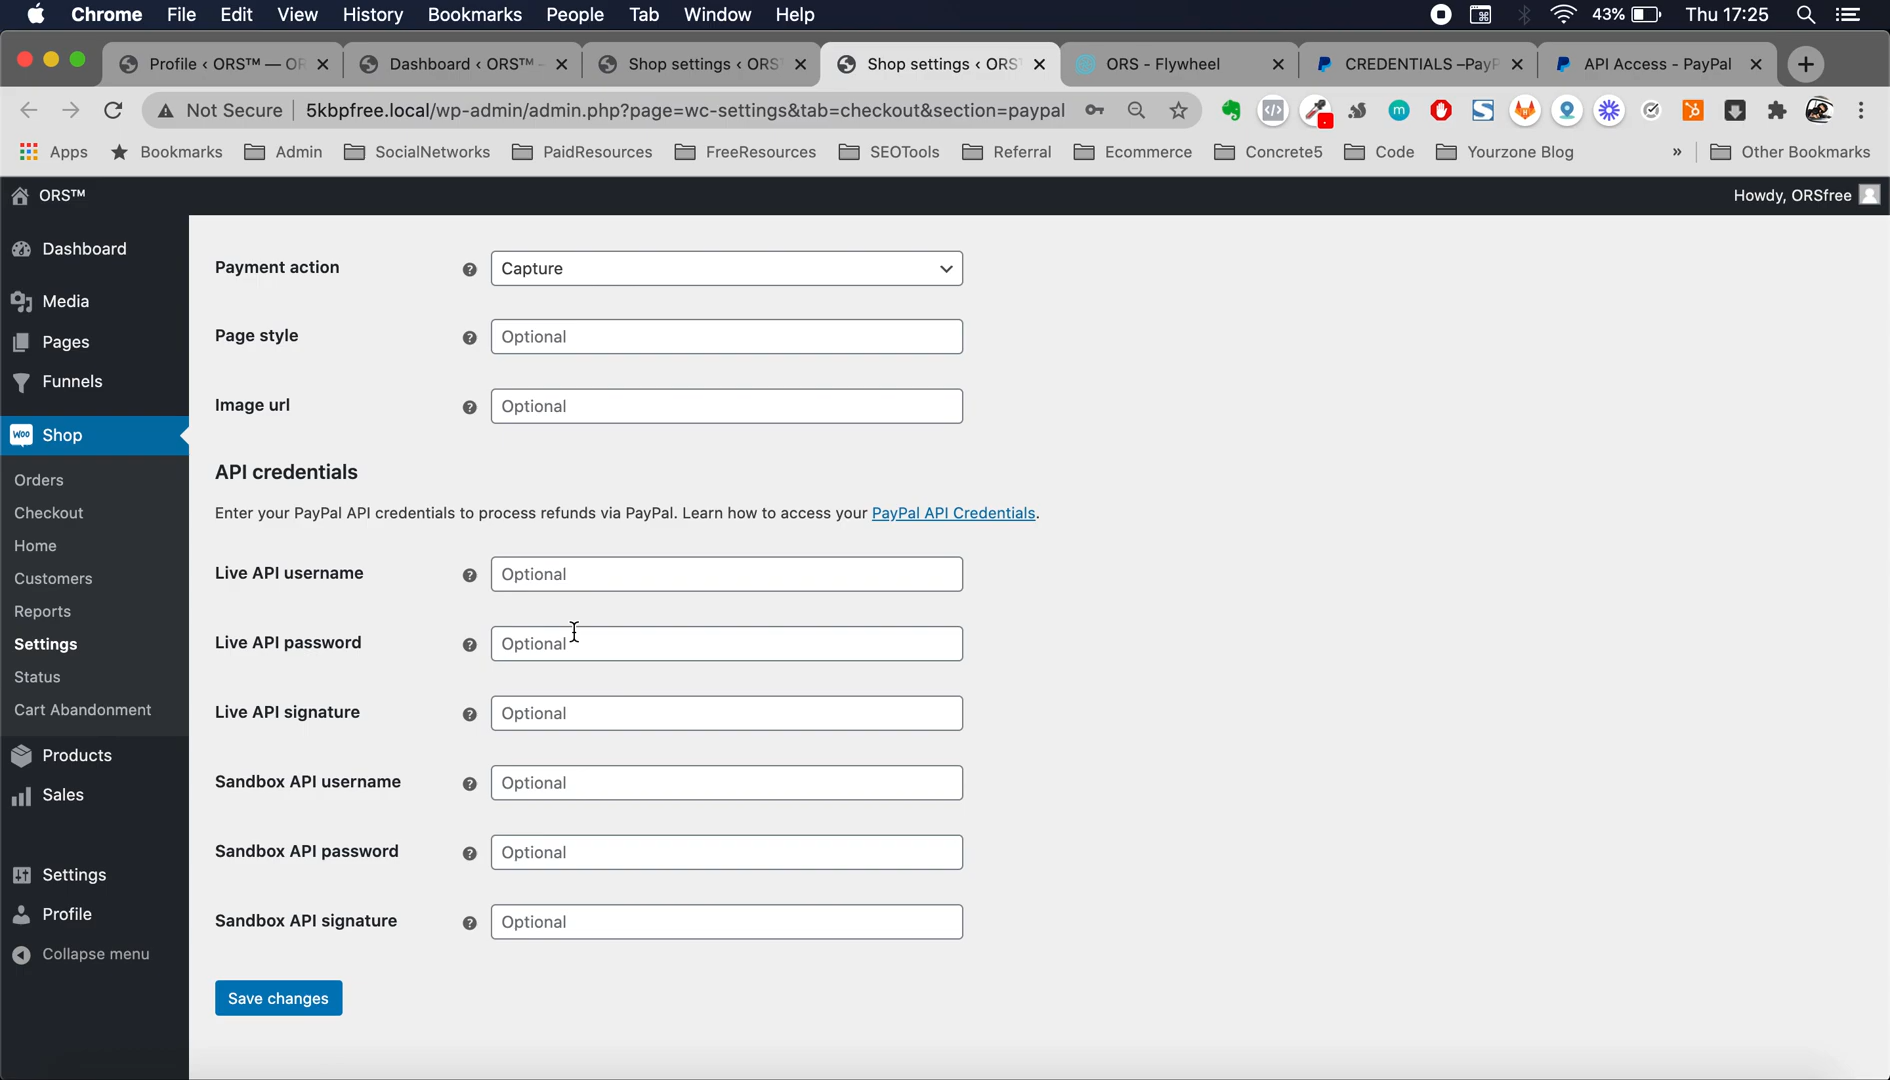 Chrome File Edit View History Bookmarks People Tab Window Help 43% Thu 17:25
Profile ‹ ORS™ — OR Dashboard ‹ ORS™ - Shop settings ‹ ORS Shop settings ‹ ORS ORS - Flywheel CREDENTIALS –PayP API Access - PayPal
Not Secure 5kbpfree.local/wp-admin/admin.php?page=wc-settings&tab=checkout&section=paypal
Apps Bookmarks Admin SocialNetworks PaidResources FreeResources SEOTools Referral Ecommerce Concrete5 Code Yourzone Blog » Other Bookmarks
ORS™ Howdy, ORSfree
Dashboard
Media
Pages
Funnels
Woo Shop
Orders
Checkout
Home
Customers
Reports
Settings
Status
Cart Abandonment
Products
Sales
Settings
Profile
Collapse menu
Payment action ? Capture
Page style ? Optional
Image url ? Optional
API credentials
Enter your PayPal API credentials to process refunds via PayPal. Learn how to access your PayPal API Credentials.
Live API username ? Optional
Live API password ? Optional
Live API signature ? Optional
Sandbox API username ? Optional
Sandbox API password ? Optional
Sandbox API signature ? Optional
Save changes